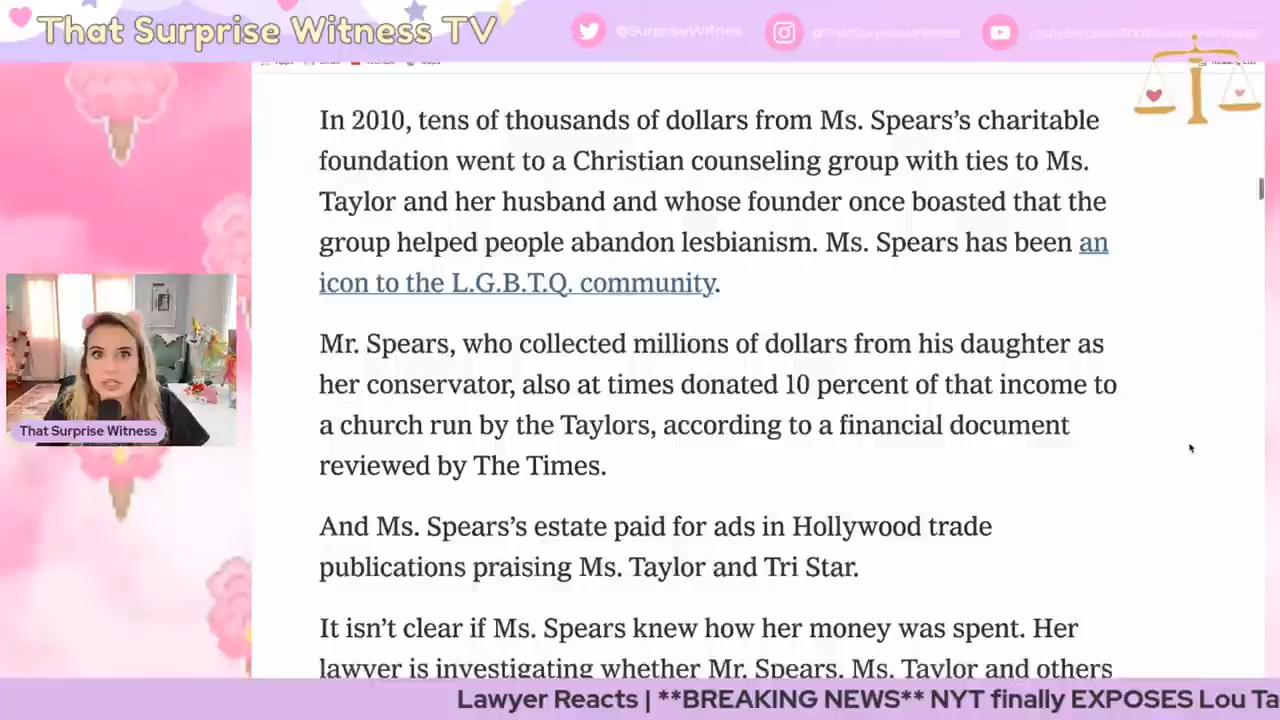 That Surprise Witness TV
@SurpriseWitnes
@ThatSurpriseWitness
In 2010, tens of thousands of dollars from Ms. Spears’s charitable
foundation went to a Christian counseling group with ties to Ms.
Taylor and her husband and whose founder once boasted that the
group helped people abandon lesbianism. Ms. Spears has been an
icon to the L.G.B.T.Q. community.
Mr. Spears, who collected millions of dollars from his daughter as
her conservator, also at times donated 10 percent of that income to
a church run by the Taylors, according to a financial document
reviewed by The Times.
And Ms. Spears’s estate paid for ads in Hollywood trade
publications praising Ms. Taylor and Tri Star.
It isn’t clear if Ms. Spears knew how her money was spent. Her
lawyer is investigating whether Mr. Spears, Ms. Taylor and others
That Surprise Witness
Lawyer Reacts | **BREAKING NEWS** NYT finally EXPOSES Lou Ta